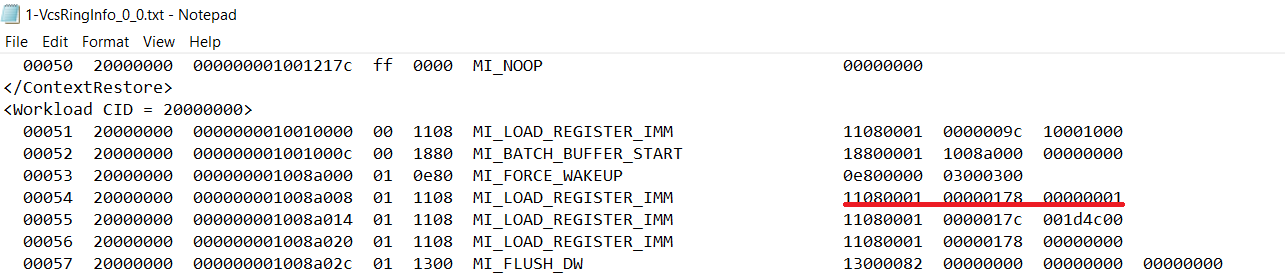 1-VcsRingInfo_0_0.txt - Notepad
File Edit Format View Help
00050 20000000 000000001001217c ff 0000 MI_NOOP 00000000
</ContextRestore>
<Workload CID = 20000000>
00051 20000000 0000000010010000 00 1108 MI_LOAD_REGISTER_IMM 11080001 0000009c 10001000
00052 20000000 000000001001000c 00 1880 MI_BATCH_BUFFER_START 18800001 1008a000 00000000
00053 20000000 000000001008a000 01 0e80 MI_FORCE_WAKEUP 0e800000 03000300
00054 20000000 000000001008a008 01 1108 MI_LOAD_REGISTER_IMM 11080001 00000178 00000001
00055 20000000 000000001008a014 01 1108 MI_LOAD_REGISTER_IMM 11080001 0000017c 001d4c00
00056 20000000 000000001008a020 01 1108 MI_LOAD_REGISTER_IMM 11080001 00000178 00000000
00057 20000000 000000001008a02c 01 1300 MI_FLUSH_DW 13000082 00000000 00000000 00000000